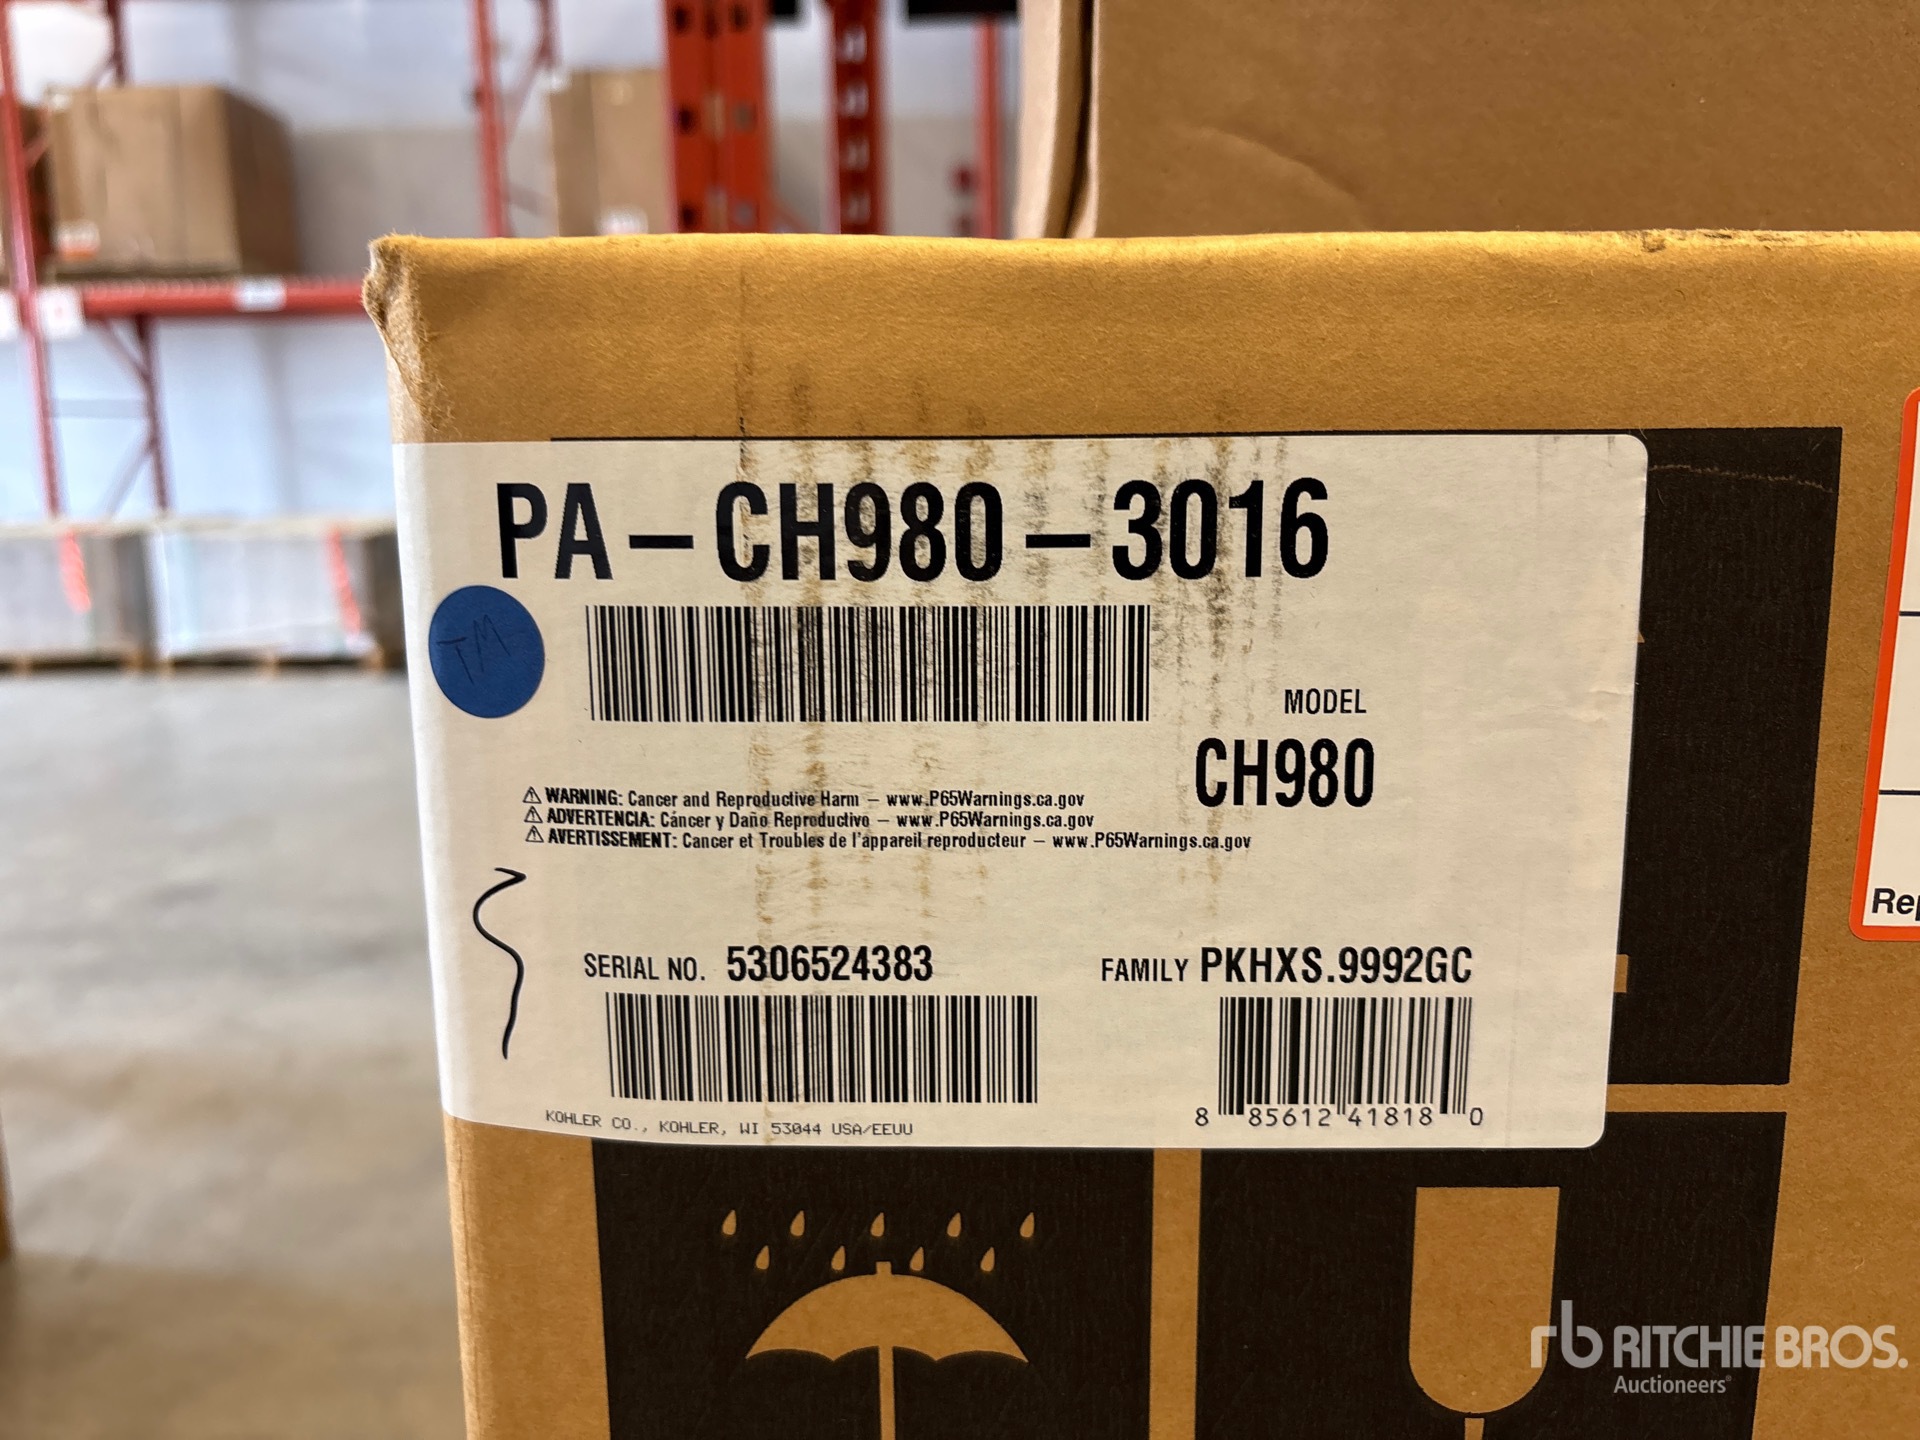 PA-CH980-3016
TM
MODEL
CH980
⚠ WARNING: Cancer and Reproductive Harm – www.P65Warnings.ca.gov
⚠ ADVERTENCIA: Cáncer y Daño Reproductivo – www.P65Warnings.ca.gov
⚠ AVERTISSEMENT: Cancer et Troubles de l'appareil reproducteur – www.P65Warnings.ca.gov
SERIAL NO. 5306524383
FAMILY PKHXS.9992GC
8 85612 41818 0
KOHLER CO., KOHLER, WI 53044 USA/EEUU
rb RITCHIE BROS.
Auctioneers